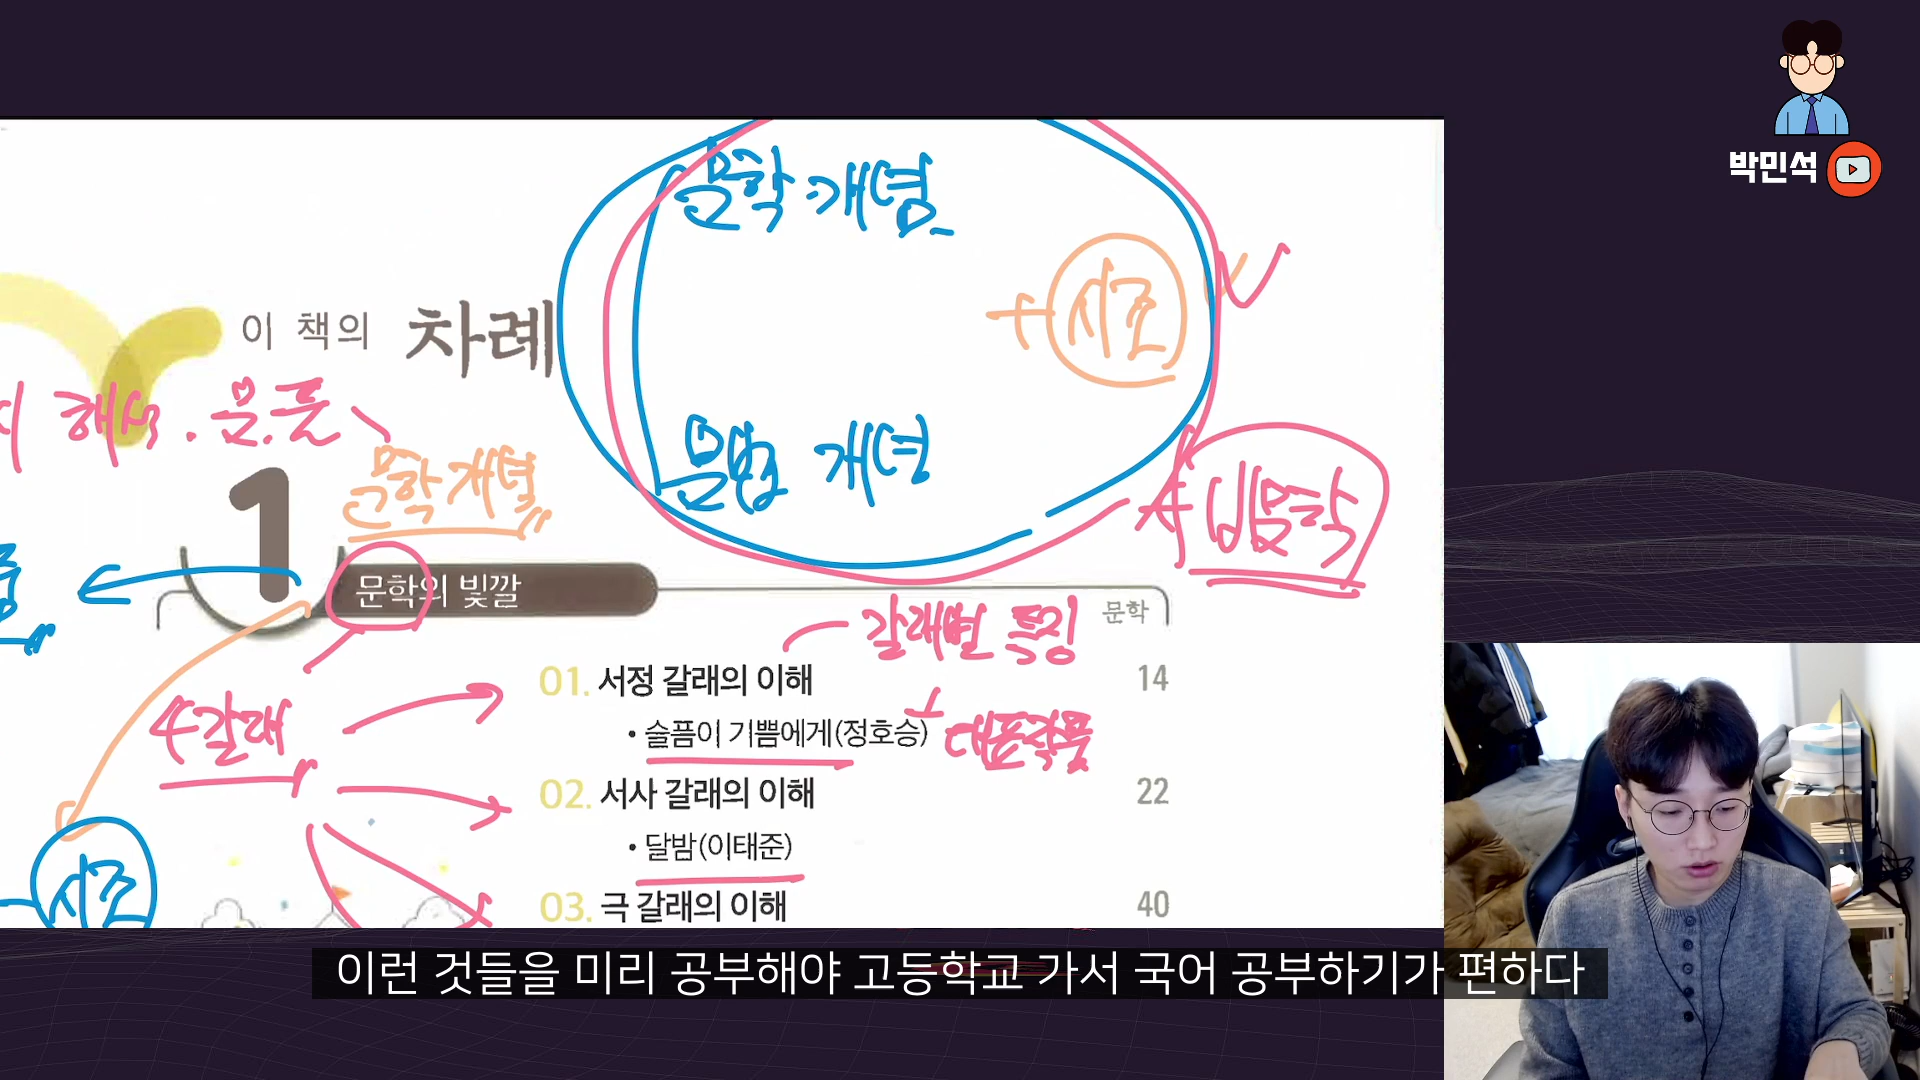 박민석
문학 개념
+ 시조
이 책의 차례
해석. 운.표
문학개념
문법 개념
+ 비문학
1
문학의 빛깔
문학
갈래별 특징
01. 서정 갈래의 이해 14
4갈래
+
• 슬픔이 기쁨에게(정호승)
대표작품
02. 서사 갈래의 이해 22
• 달밤(이태준)
시조
03. 극 갈래의 이해 40
이런 것들을 미리 공부해야 고등학교 가서 국어 공부하기가 편하다